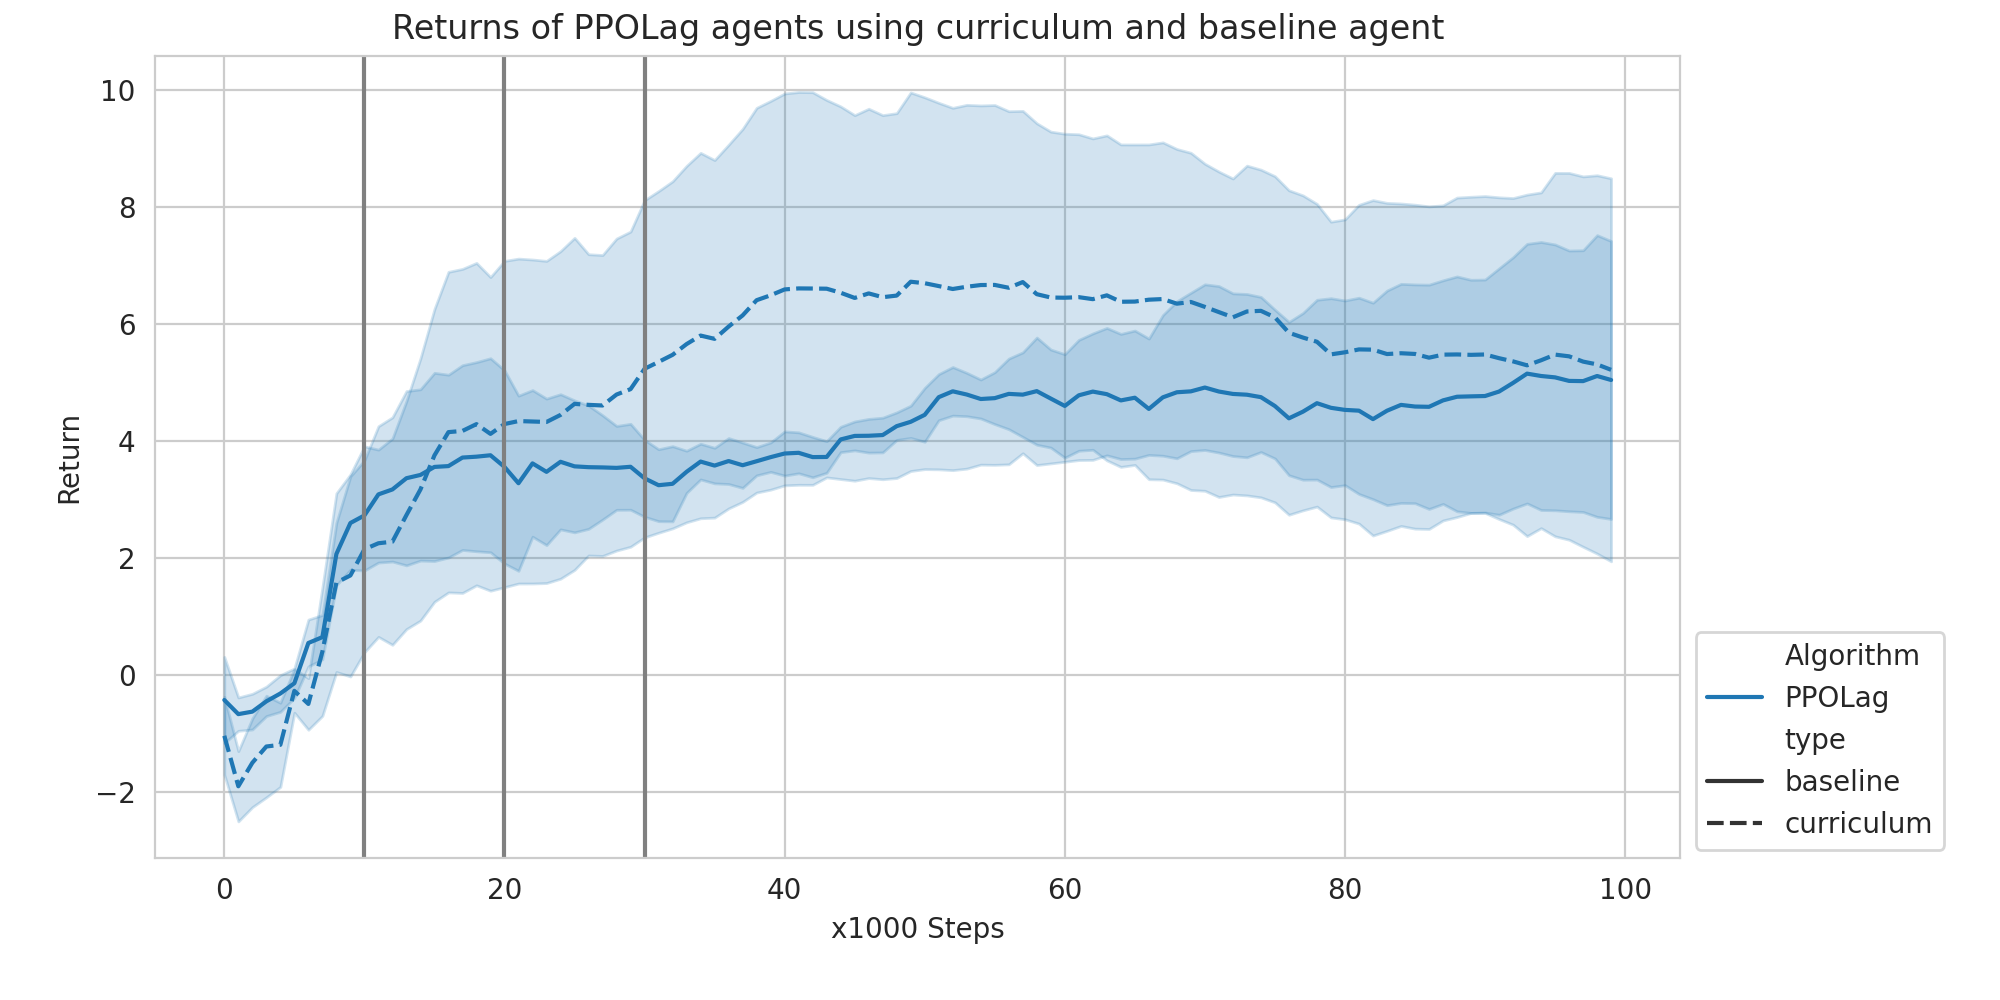 Returns of PPOLag agents using curriculum and baseline agent
10
8
6
4
2
0
−2
Return
0 20 40 60 80 100
x1000 Steps
Algorithm
PPOLag
type
baseline
curriculum